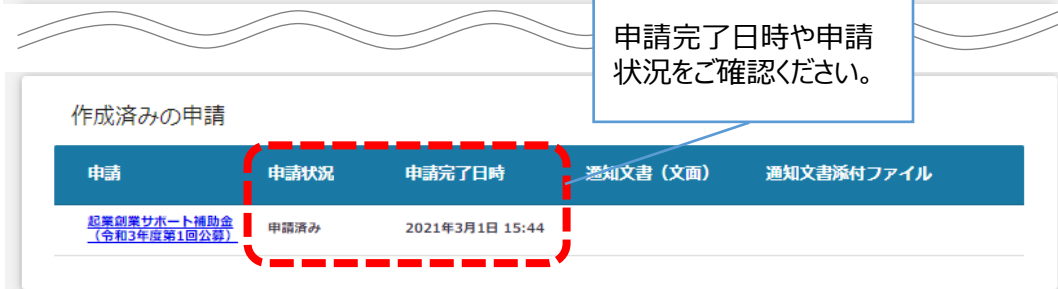 申請完了日時や申請
状況をご確認ください。
作成済みの申請
申請 申請状況 申請完了日時 通知文書（文面） 通知文書添付ファイル
起業創業サポート補助金
（令和3年度第1回公募） 申請済み 2021年3月1日 15:44